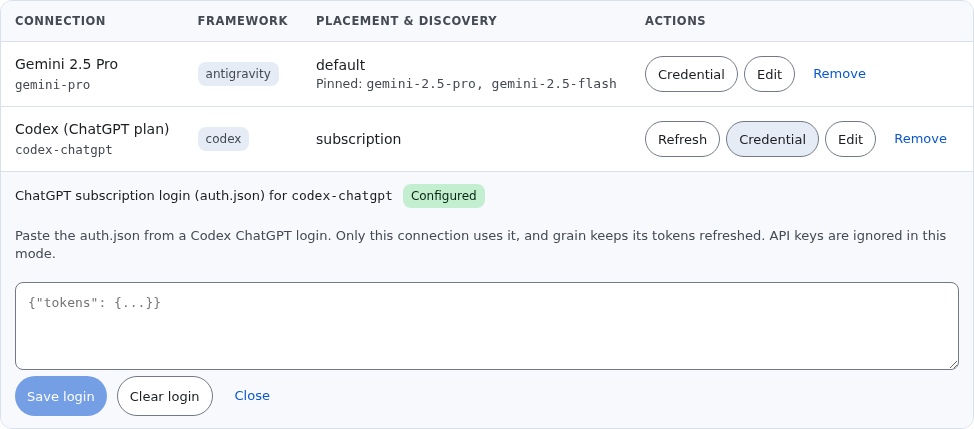 CONNECTION FRAMEWORK PLACEMENT & DISCOVERY ACTIONS
Gemini 2.5 Pro
gemini-pro
antigravity
default
Pinned: gemini-2.5-pro, gemini-2.5-flash
Credential Edit Remove
Codex (ChatGPT plan)
codex-chatgpt
codex
subscription
Refresh Credential Edit Remove
ChatGPT subscription login (auth.json) for codex-chatgpt Configured
Paste the auth.json from a Codex ChatGPT login. Only this connection uses it, and grain keeps its tokens refreshed. API keys are ignored in this
mode.
{"tokens": {...}}
Save login Clear login Close